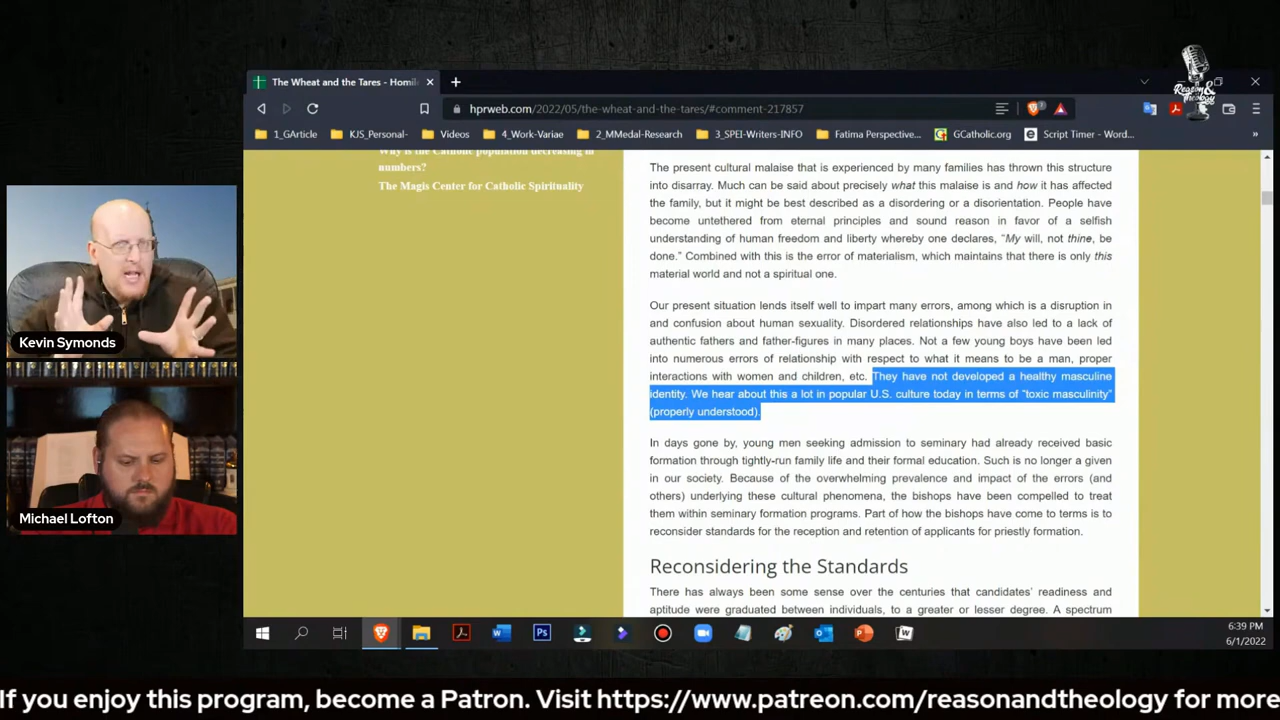 Reason&
Theology
The Wheat and the Tares - Homil
hprweb.com/2022/05/the-wheat-and-the-tares/#comment-217857
1_GArticle
KJS_Personal-
Videos
4_Work-Variae
2_MMedal-Research
3_SPEI-Writers-INFO
Fatima Perspective...
GCatholic.org
Script Timer - Word...
Why is the Catholic population decreasing in
numbers?
The Magis Center for Catholic Spirituality
The present cultural malaise that is experienced by many families has thrown this structure
into disarray. Much can be said about precisely what this malaise is and how it has affected
the family, but it might be best described as a disordering or a disorientation. People have
become untethered from eternal principles and sound reason in favor of a selfish
understanding of human freedom and liberty whereby one declares, “My will, not thine, be
done.” Combined with this is the error of materialism, which maintains that there is only this
material world and not a spiritual one.
Our present situation lends itself well to impart many errors, among which is a disruption in
and confusion about human sexuality. Disordered relationships have also led to a lack of
authentic fathers and father-figures in many places. Not a few young boys have been led
into numerous errors of relationship with respect to what it means to be a man, proper
interactions with women and children, etc. They have not developed a healthy masculine
identity. We hear about this a lot in popular U.S. culture today in terms of “toxic masculinity”
(properly understood).
In days gone by, young men seeking admission to seminary had already received basic
formation through tightly-run family life and their formal education. Such is no longer a given
in our society. Because of the overwhelming prevalence and impact of the errors (and
others) underlying these cultural phenomena, the bishops have been compelled to treat
them within seminary formation programs. Part of how the bishops have come to terms is to
reconsider standards for the reception and retention of applicants for priestly formation.
Reconsidering the Standards
There has always been some sense over the centuries that candidates’ readiness and
aptitude were graduated between individuals, to a greater or lesser degree. A spectrum
Kevin Symonds
Michael Lofton
6:39 PM
6/1/2022
If you enjoy this program, become a Patron. Visit https://www.patreon.com/reasonandtheology for more